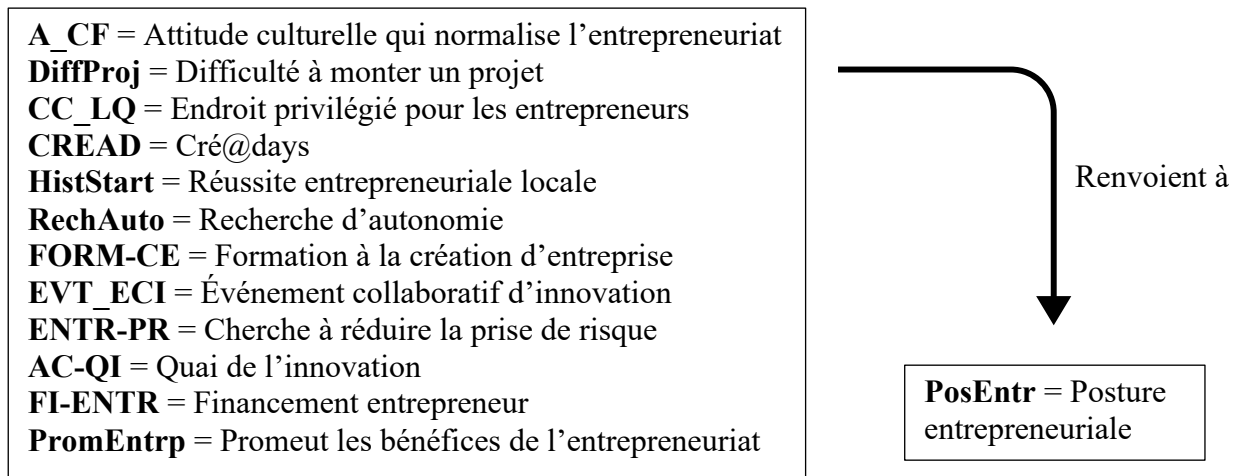 A_CF = Attitude culturelle qui normalise l’entrepreneuriat
DiffProj = Difficulté à monter un projet
CC_LQ = Endroit privilégié pour les entrepreneurs
CREAD = Cré@days
HistStart = Réussite entrepreneuriale locale
RechAuto = Recherche d’autonomie
FORM-CE = Formation à la création d’entreprise
EVT_ECI = Événement collaboratif d’innovation
ENTR-PR = Cherche à réduire la prise de risque
AC-QI = Quai de l’innovation
FI-ENTR = Financement entrepreneur
PromEntrp = Promeut les bénéfices de l’entrepreneuriat
Renvoient à
PosEntr = Posture
entrepreneuriale